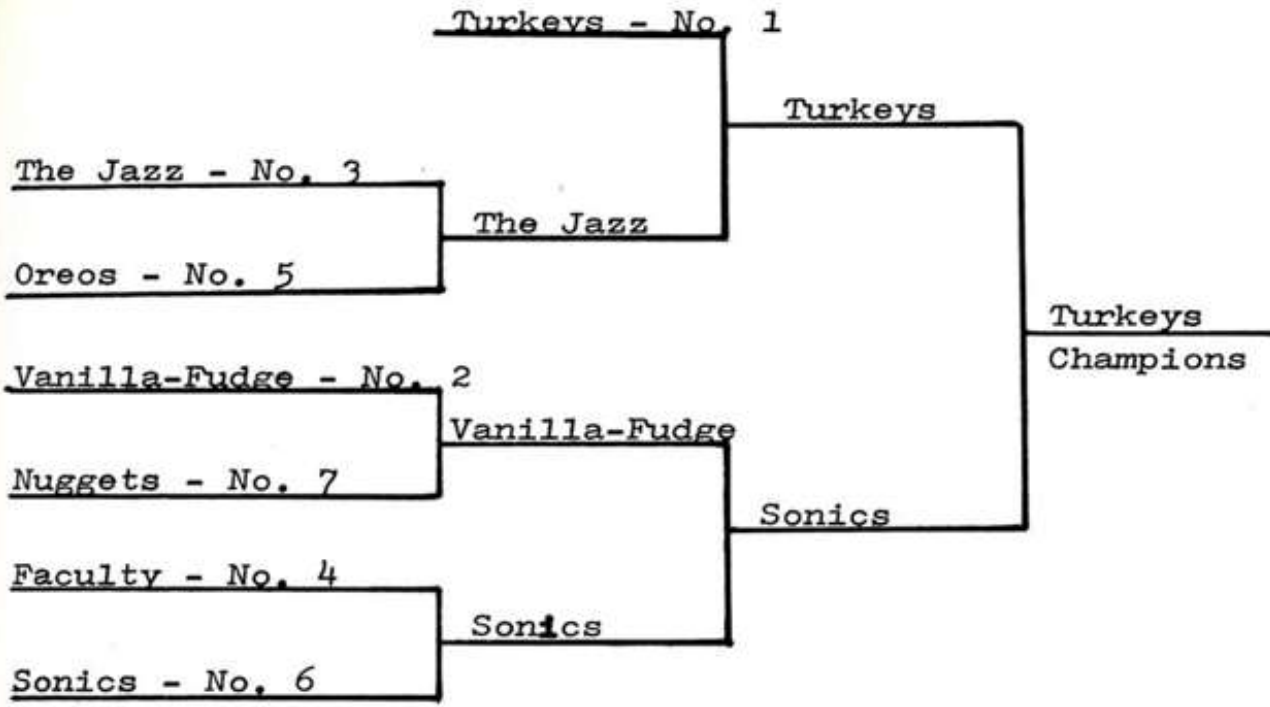 Turkeys - No. 1
Turkeys
The Jazz - No. 3
The Jazz
Oreos - No. 5
Turkeys
Champions
Vanilla-Fudge - No. 2
Vanilla-Fudge
Nuggets - No. 7
Sonics
Faculty - No. 4
Sonics
Sonics - No. 6